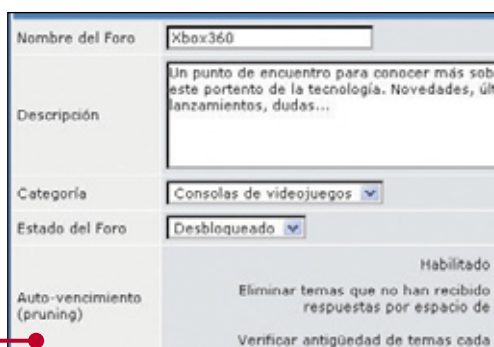 Nombre del Foro
Xbox360
Descripción
Un punto de encuentro para conocer más
este portento de la tecnología. Novedades,
lanzamientos, dudas...
Categoría
Consolas de videojuegos
Estado del Foro
Desbloqueado
Auto-vencimiento
(pruning)
Habilitado
Eliminar temas que no han recibido
respuestas por espacio de
Verificar antigüedad de temas cada